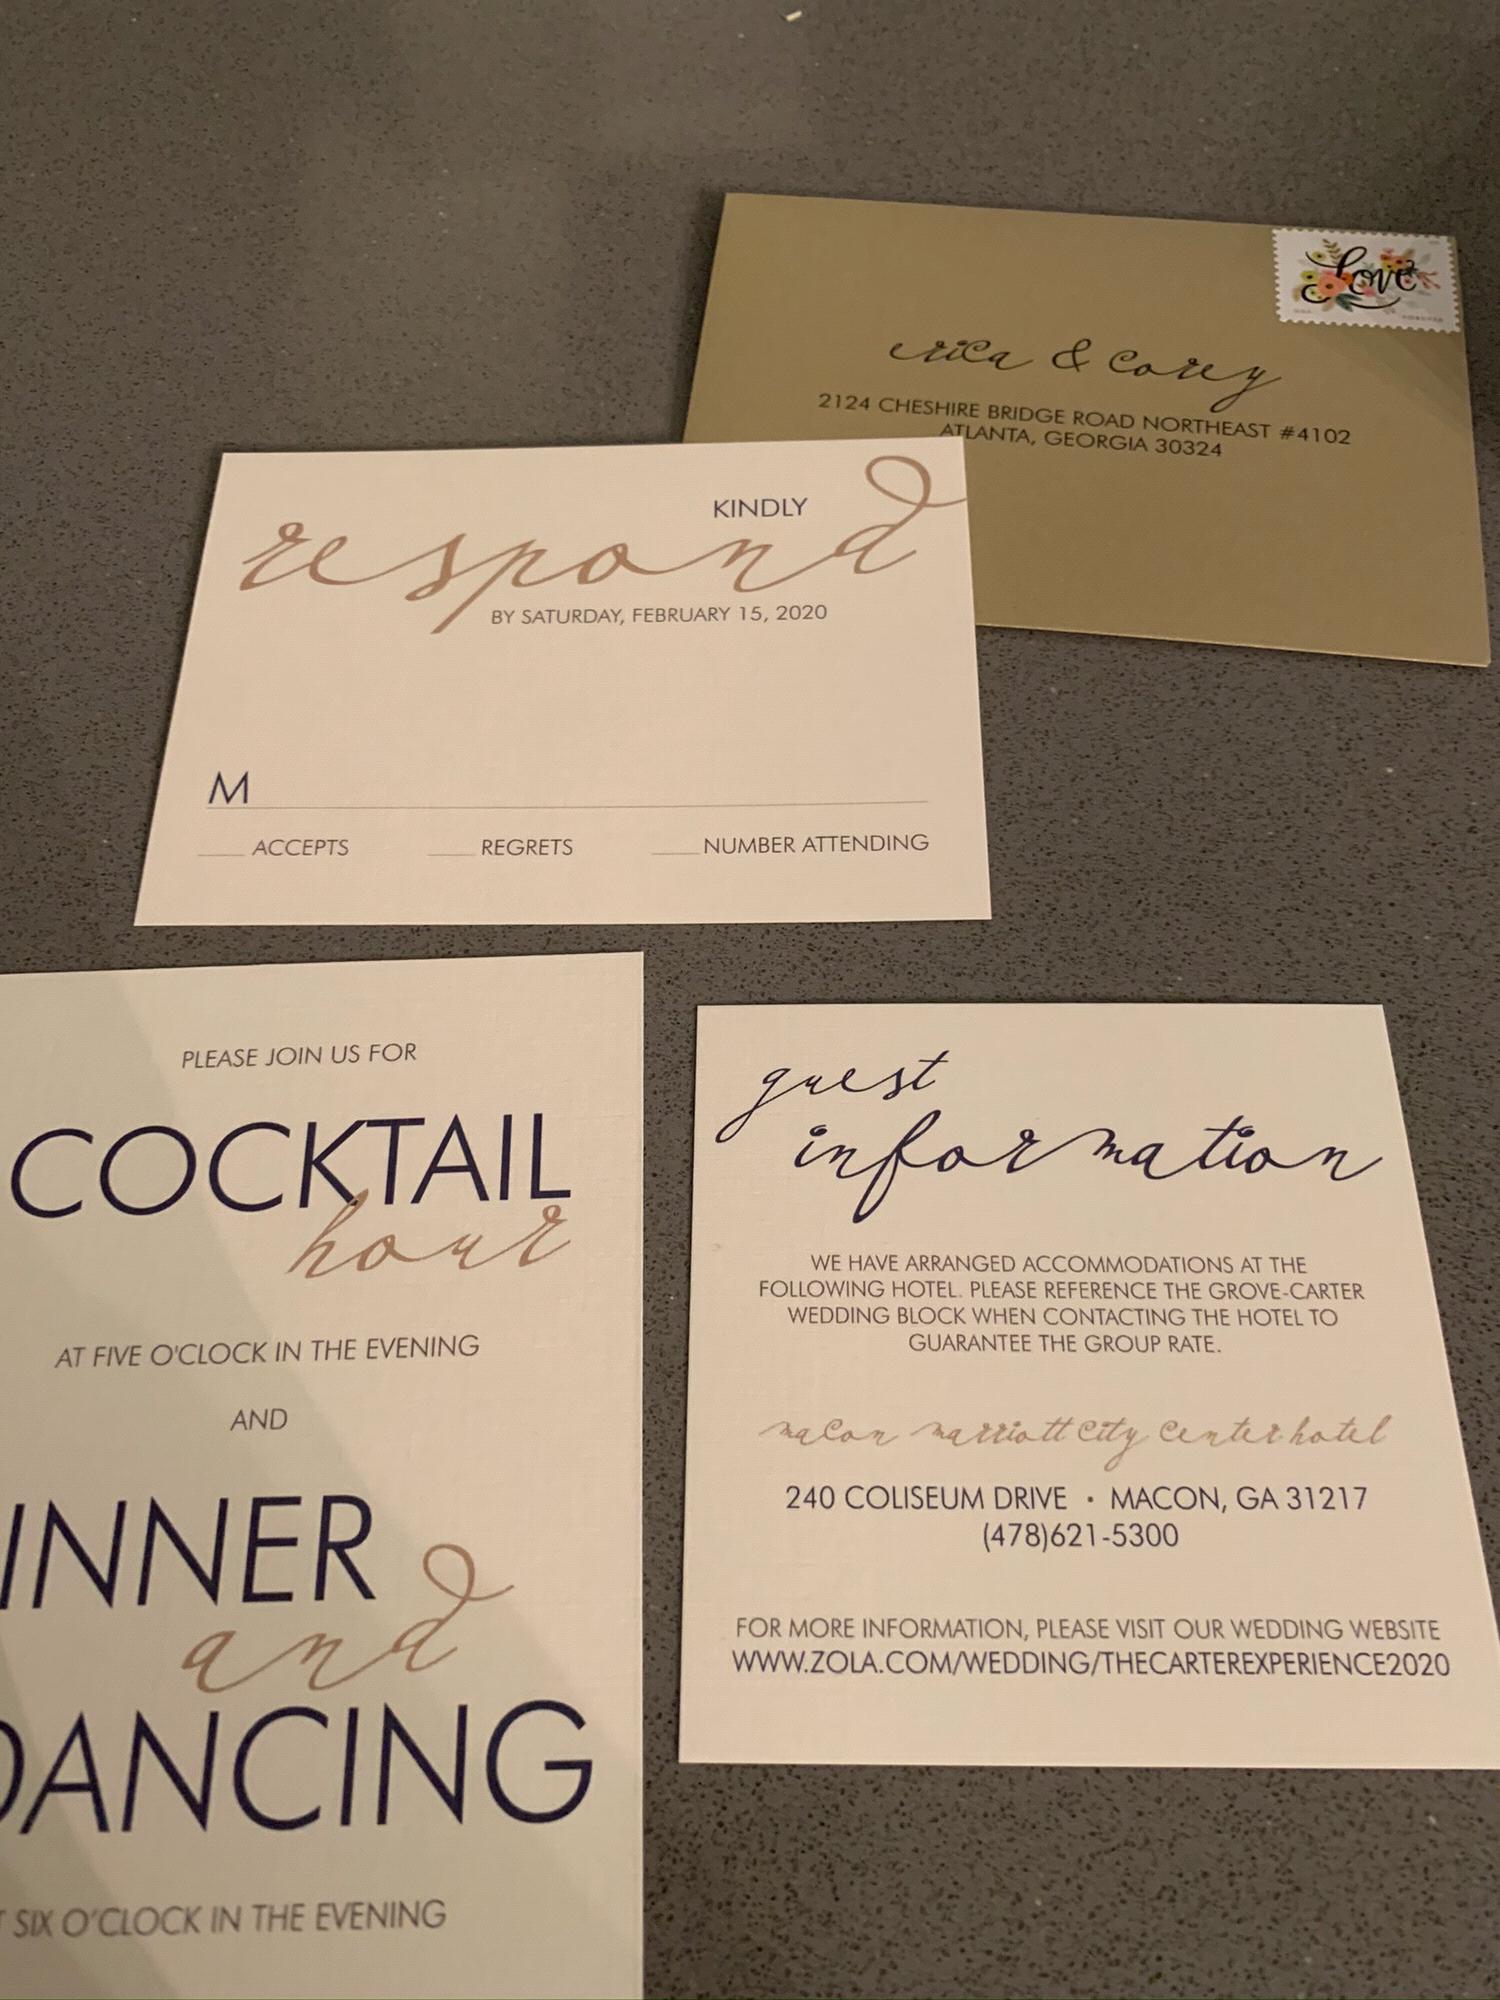 Love
erica & corey
2124 CHESHIRE BRIDGE ROAD NORTHEAST #4102
ATLANTA, GEORGIA 30324
KINDLY
respond
BY SATURDAY, FEBRUARY 15, 2020
M
ACCEPTS REGRETS NUMBER ATTENDING
PLEASE JOIN US FOR
COCKTAIL
hour
AT FIVE O'CLOCK IN THE EVENING
AND
INNER
and
DANCING
SIX O'CLOCK IN THE EVENING
guest
information
WE HAVE ARRANGED ACCOMMODATIONS AT THE
FOLLOWING HOTEL. PLEASE REFERENCE THE GROVE-CARTER
WEDDING BLOCK WHEN CONTACTING THE HOTEL TO
GUARANTEE THE GROUP RATE.
macon marriott city center hotel
240 COLISEUM DRIVE • MACON, GA 31217
(478)621-5300
FOR MORE INFORMATION, PLEASE VISIT OUR WEDDING WEBSITE
WWW.ZOLA.COM/WEDDING/THECARTEREXPERIENCE2020